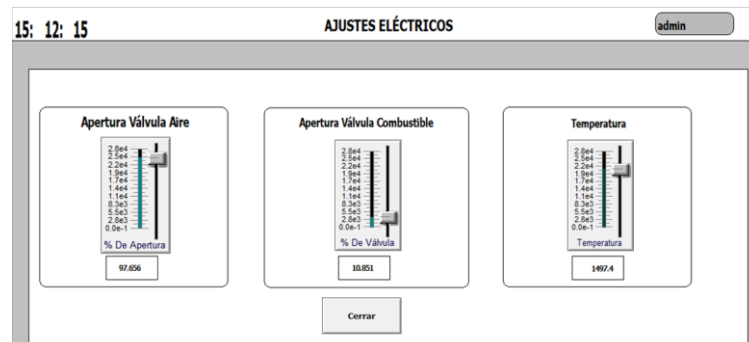 15: 12: 15
AJUSTES ELÉCTRICOS
admin
Apertura Válvula Aire
2.8e4
2.5e4
2.2e4
1.9e4
1.7e4
1.4e4
1.1e4
8.3e3
5.5e3
2.8e3
0.0e-1
% De Apertura
97.656
Apertura Válvula Combustible
2.8e4
2.5e4
2.2e4
1.9e4
1.7e4
1.4e4
1.1e4
8.3e3
5.5e3
2.8e3
0.0e-1
% De Válvula
10.851
Temperatura
2.8e4
2.5e4
2.2e4
1.9e4
1.7e4
1.4e4
1.1e4
8.3e3
5.5e3
2.8e3
0.0e-1
Temperatura
1497.4
Cerrar